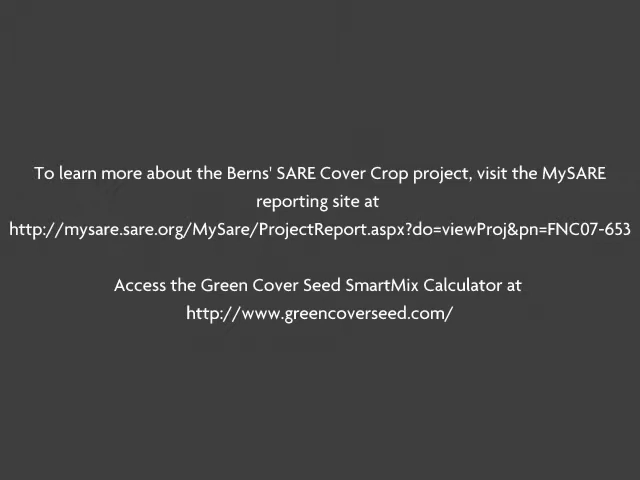 To learn more about the Berns' SARE Cover Crop project, visit the MySARE
reporting site at
http://mysare.sare.org/MySare/ProjectReport.aspx?do=viewProj&pn=FNC07-653
Access the Green Cover Seed SmartMix Calculator at
http://www.greencoverseed.com/